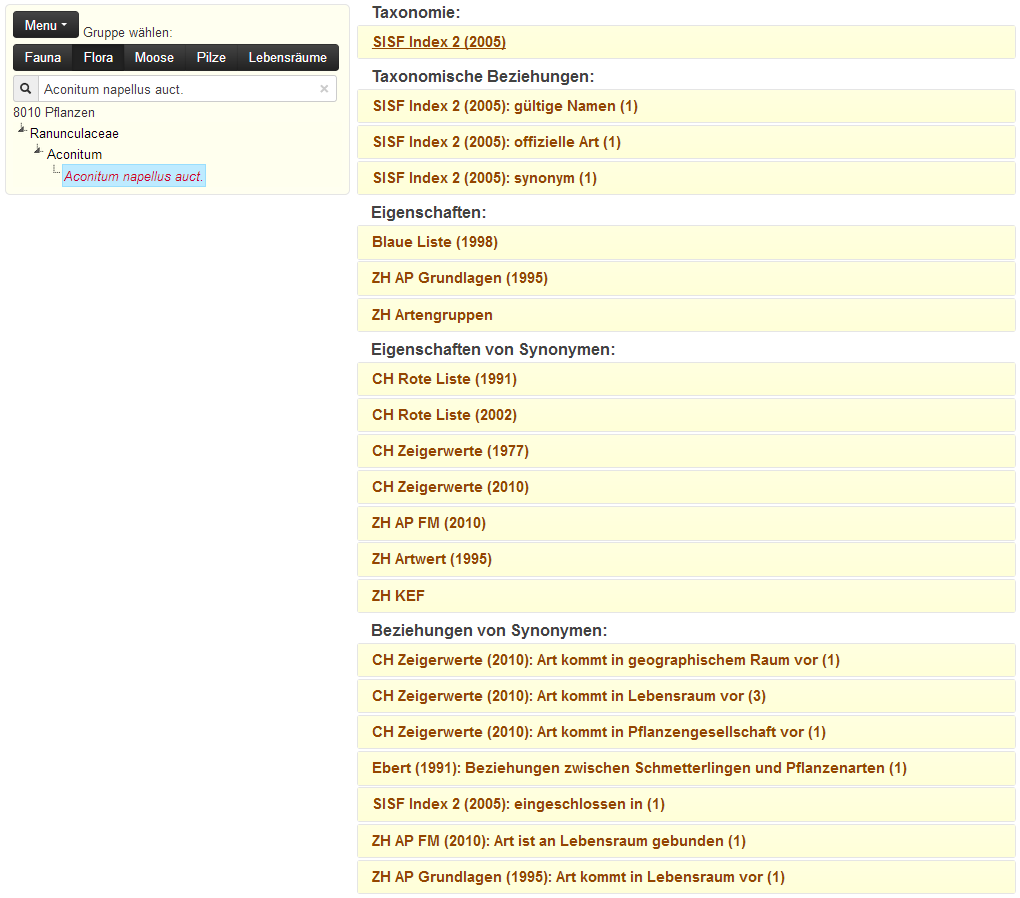 Menu
Gruppe wählen:
Fauna Flora Moose Pilze Lebensräume
Aconitum napellus auct.
8010 Pflanzen
Ranunculaceae
Aconitum
Aconitum napellus auct.
Taxonomie:
SISF Index 2 (2005)
Taxonomische Beziehungen:
SISF Index 2 (2005): gültige Namen (1)
SISF Index 2 (2005): offizielle Art (1)
SISF Index 2 (2005): synonym (1)
Eigenschaften:
Blaue Liste (1998)
ZH AP Grundlagen (1995)
ZH Artengruppen
Eigenschaften von Synonymen:
CH Rote Liste (1991)
CH Rote Liste (2002)
CH Zeigerwerte (1977)
CH Zeigerwerte (2010)
ZH AP FM (2010)
ZH Artwert (1995)
ZH KEF
Beziehungen von Synonymen:
CH Zeigerwerte (2010): Art kommt in geographischem Raum vor (1)
CH Zeigerwerte (2010): Art kommt in Lebensraum vor (3)
CH Zeigerwerte (2010): Art kommt in Pflanzengesellschaft vor (1)
Ebert (1991): Beziehungen zwischen Schmetterlingen und Pflanzenarten (1)
SISF Index 2 (2005): eingeschlossen in (1)
ZH AP FM (2010): Art ist an Lebensraum gebunden (1)
ZH AP Grundlagen (1995): Art kommt in Lebensraum vor (1)